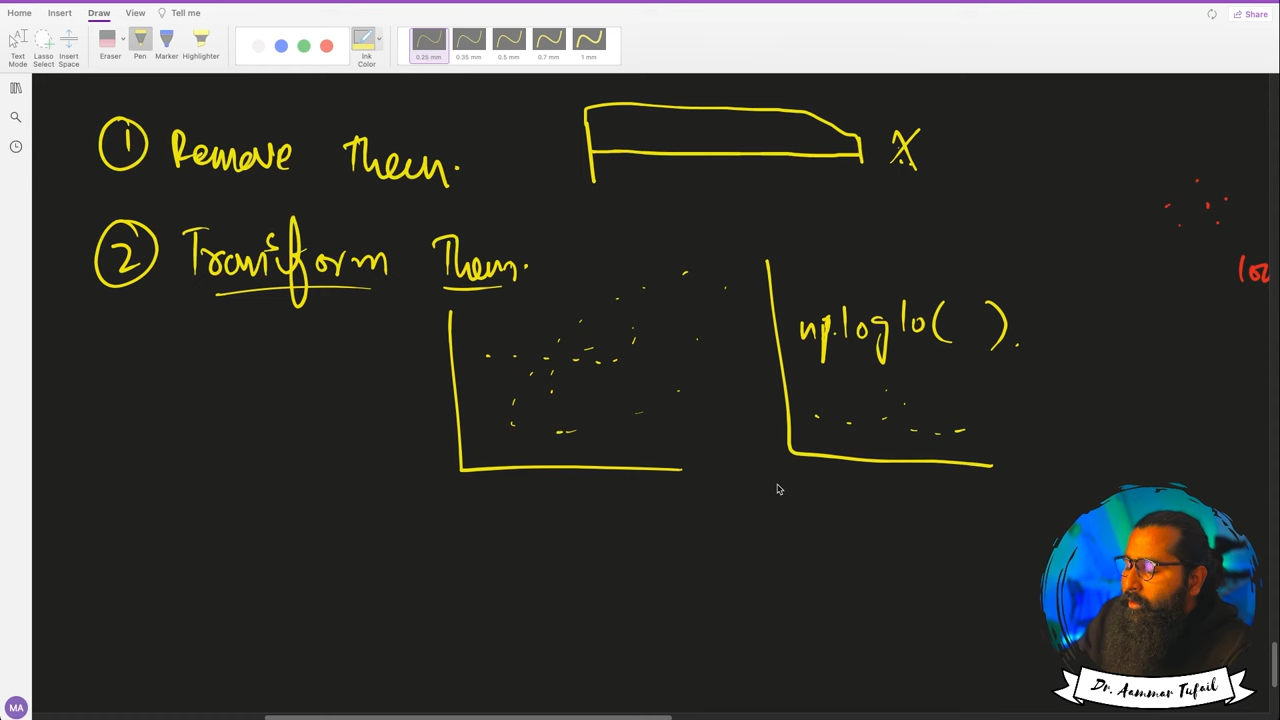 Home Insert Draw View Tell me
Share
Text Mode
Lasso Select
Insert Space
Eraser
Pen
Marker
Highlighter
Ink Color
0.25 mm
0.35 mm
0.5 mm
0.7 mm
1 mm
① Remove Them. X
② Transform Them.
np.log10( ).
MA
Dr. Aammar Tufail